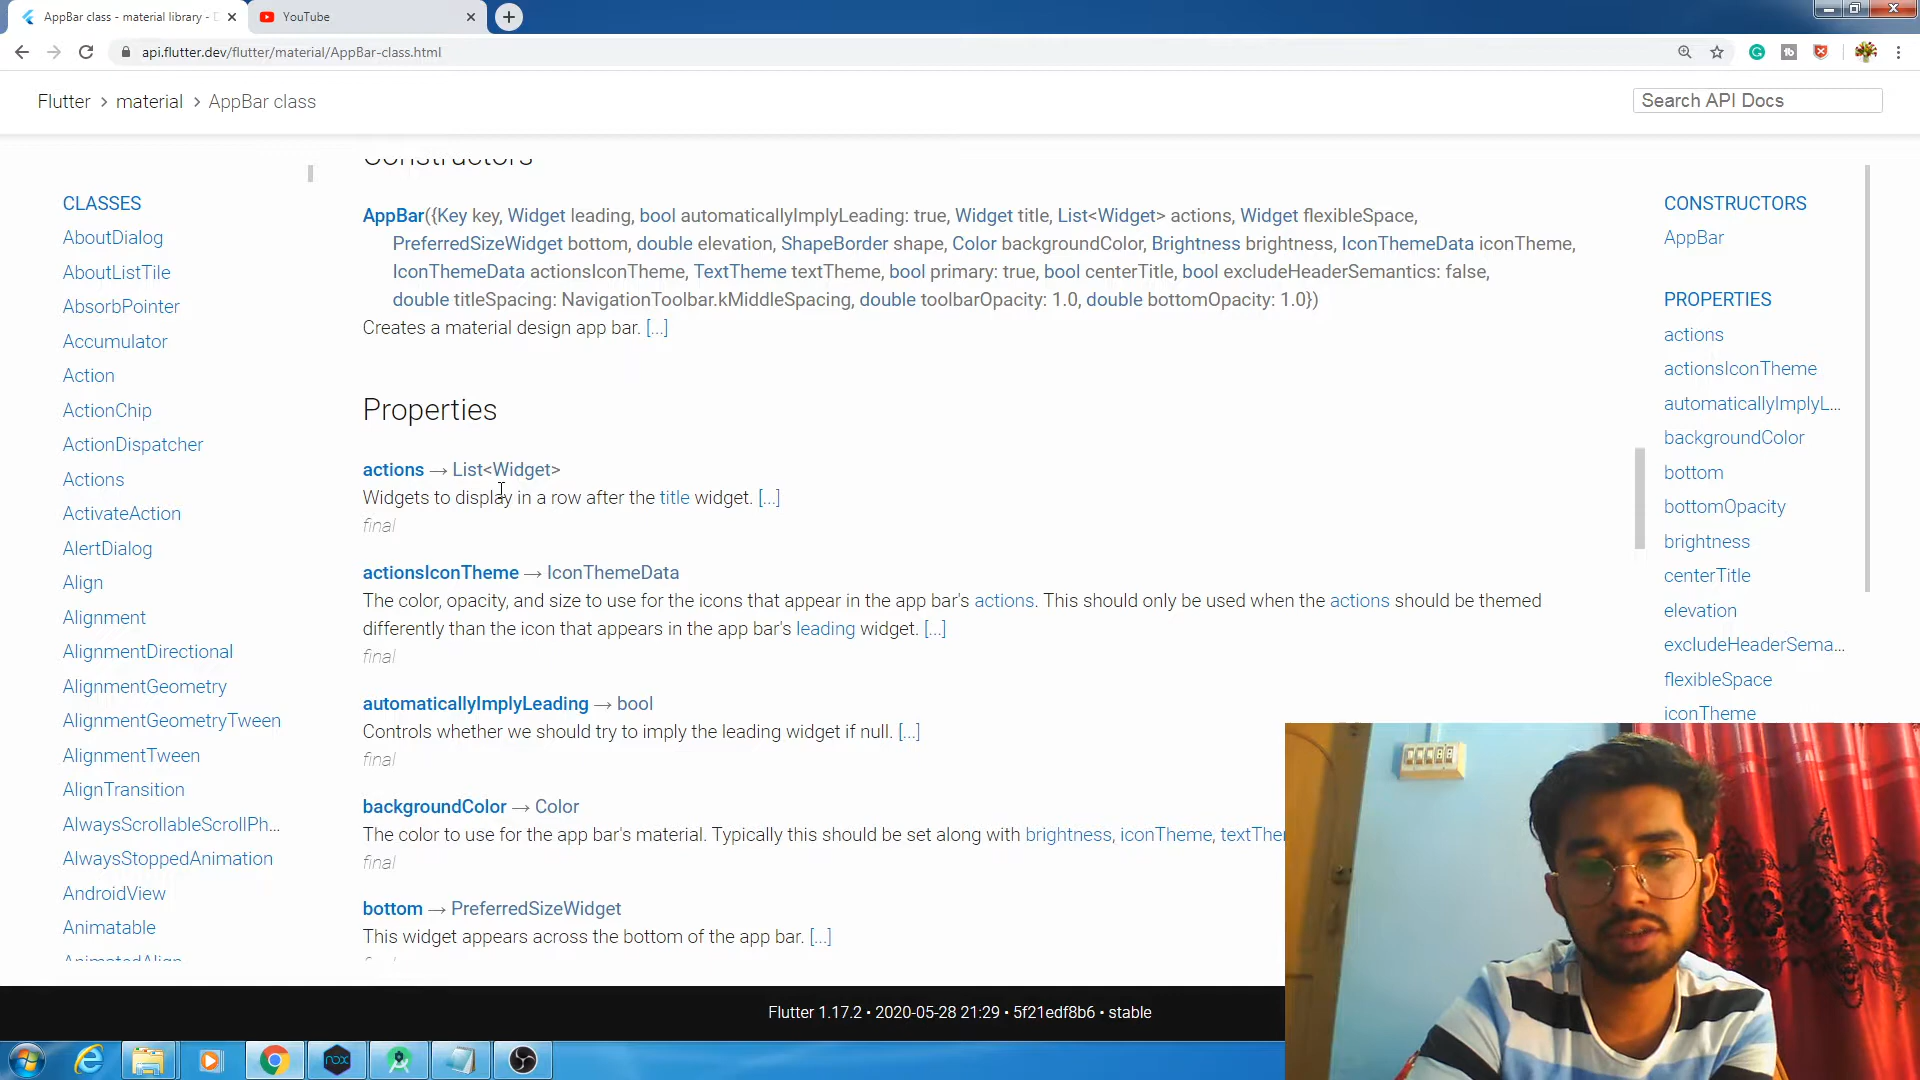 AppBar class - material library - D
YouTube
api.flutter.dev/flutter/material/AppBar-class.html
Flutter > material > AppBar class
Search API Docs
CLASSES
AboutDialog
AboutListTile
AbsorbPointer
Accumulator
Action
ActionChip
ActionDispatcher
Actions
ActivateAction
AlertDialog
Align
Alignment
AlignmentDirectional
AlignmentGeometry
AlignmentGeometryTween
AlignmentTween
AlignTransition
AlwaysScrollableScrollPh...
AlwaysStoppedAnimation
AndroidView
Animatable
AnimatedAlign
Constructors
AppBar({Key key, Widget leading, bool automaticallyImplyLeading: true, Widget title, List<Widget> actions, Widget flexibleSpace,
PreferredSizeWidget bottom, double elevation, ShapeBorder shape, Color backgroundColor, Brightness brightness, IconThemeData iconTheme,
IconThemeData actionsIconTheme, TextTheme textTheme, bool primary: true, bool centerTitle, bool excludeHeaderSemantics: false,
double titleSpacing: NavigationToolbar.kMiddleSpacing, double toolbarOpacity: 1.0, double bottomOpacity: 1.0})
Creates a material design app bar. [...]
Properties
actions → List<Widget>
Widgets to display in a row after the title widget. [...]
final
actionsIconTheme → IconThemeData
The color, opacity, and size to use for the icons that appear in the app bar's actions. This should only be used when the actions should be themed
differently than the icon that appears in the app bar's leading widget. [...]
final
automaticallyImplyLeading → bool
Controls whether we should try to imply the leading widget if null. [...]
final
backgroundColor → Color
The color to use for the app bar's material. Typically this should be set along with brightness, iconTheme, textThe
final
bottom → PreferredSizeWidget
This widget appears across the bottom of the app bar. [...]
CONSTRUCTORS
AppBar
PROPERTIES
actions
actionsIconTheme
automaticallyImplyL...
backgroundColor
bottom
bottomOpacity
brightness
centerTitle
elevation
excludeHeaderSema...
flexibleSpace
iconTheme
Flutter 1.17.2 • 2020-05-28 21:29 • 5f21edf8b6 • stable
nox